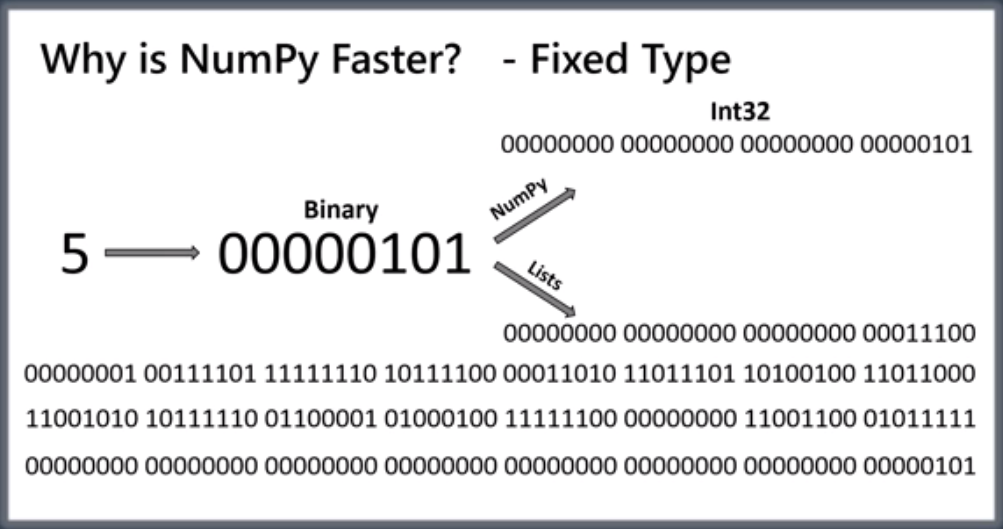 Why is NumPy Faster? - Fixed Type
Int32
00000000 00000000 00000000 00000101
NumPy
Binary
5 00000101
Lists
00000000 00000000 00000000 00011100
00000001 00111101 11111110 10111100 00011010 11011101 10100100 11011000
11001010 10111110 01100001 01000100 11111100 00000000 11001100 01011111
00000000 00000000 00000000 00000000 00000000 00000000 00000000 00000101